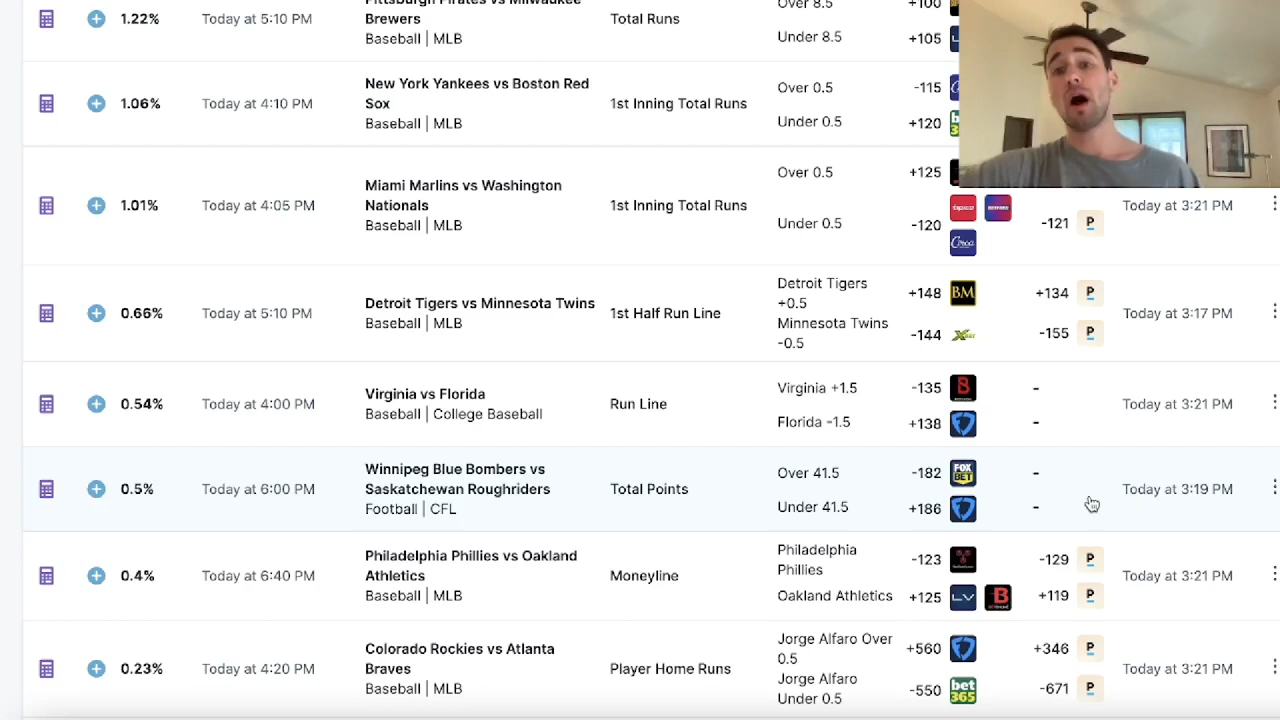 Pittsburgh Pirates vs Milwaukee
Brewers
Baseball | MLB
1.22%
Today at 5:10 PM
Total Runs
Over 8.5
+100
Under 8.5
+105
1.06%
Today at 4:10 PM
New York Yankees vs Boston Red
Sox
Baseball | MLB
1st Inning Total Runs
Over 0.5
-115
Under 0.5
+120
1.01%
Today at 4:05 PM
Miami Marlins vs Washington
Nationals
Baseball | MLB
1st Inning Total Runs
Over 0.5
+125
Under 0.5
-120
Circa
-121
P
Today at 3:21 PM
0.66%
Today at 5:10 PM
Detroit Tigers vs Minnesota Twins
Baseball | MLB
1st Half Run Line
Detroit Tigers
+0.5
+148
BM
+134
P
Minnesota Twins
-0.5
-144
XBET
-155
P
Today at 3:17 PM
0.54%
Today at 4:00 PM
Virginia vs Florida
Baseball | College Baseball
Run Line
Virginia +1.5
-135
B
-
Florida -1.5
+138
-
Today at 3:21 PM
0.5%
Today at 6:00 PM
Winnipeg Blue Bombers vs
Saskatchewan Roughriders
Football | CFL
Total Points
Over 41.5
-182
FOX
BET
-
Under 41.5
+186
-
Today at 3:19 PM
0.4%
Today at 6:40 PM
Philadelphia Phillies vs Oakland
Athletics
Baseball | MLB
Moneyline
Philadelphia
Phillies
-123
-129
P
Oakland Athletics
+125
LV
B
+119
P
Today at 3:21 PM
0.23%
Today at 4:20 PM
Colorado Rockies vs Atlanta
Braves
Baseball | MLB
Player Home Runs
Jorge Alfaro Over
0.5
+560
+346
P
Jorge Alfaro
Under 0.5
-550
bet
365
-671
P
Today at 3:21 PM